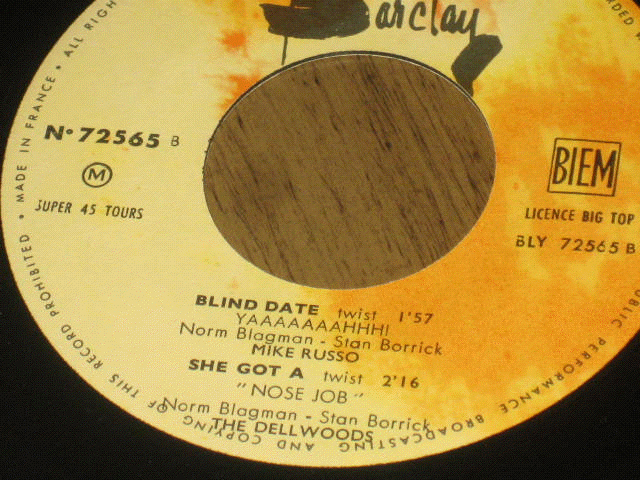 Barclay
N° 72565 B
M
SUPER 45 TOURS
BIEM
LICENCE BIG TOP
BLY 72565 B
BLIND DATE twist 1'57
YAAAAAAAHHH!
Norm Blagman - Stan Borrick
MIKE RUSSO
SHE GOT A twist 2'16
"NOSE JOB"
Norm Blagman - Stan Borrick
THE DELLWOODS
MADE IN FRANCE • ALL RIGH
PUBLIC PERFORMANCE BROADCASTING AND COPYING OF THIS RECORD PROHIBITED •